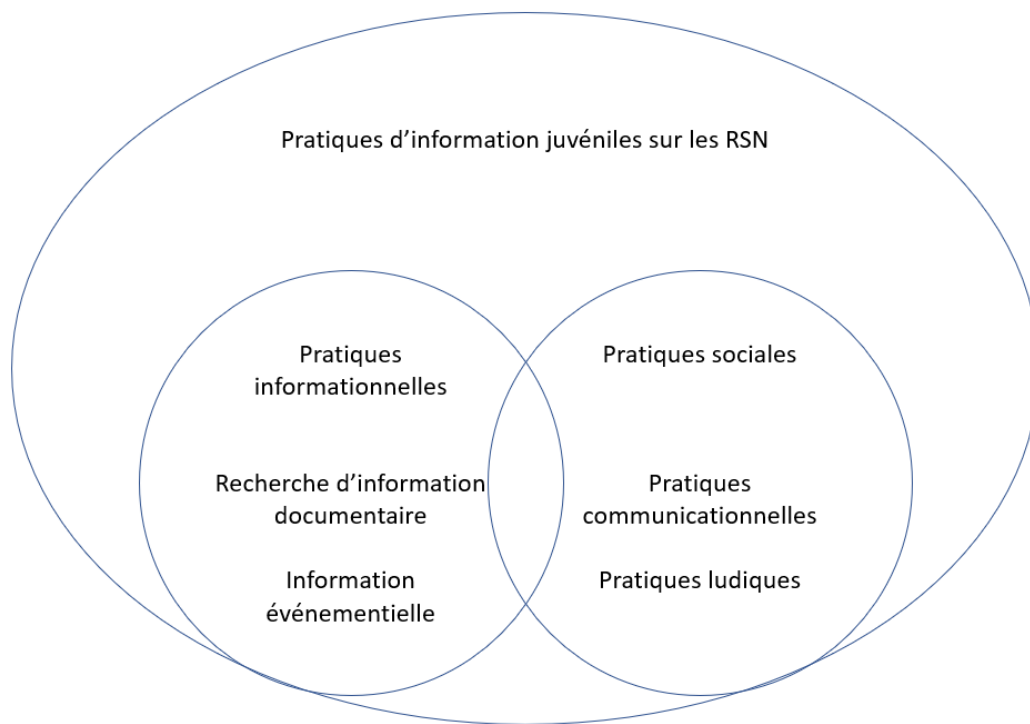 Pratiques d’information juvéniles sur les RSN
Pratiques
informationnelles
Recherche d’information
documentaire
Information
événementielle
Pratiques sociales
Pratiques
communicationnelles
Pratiques ludiques